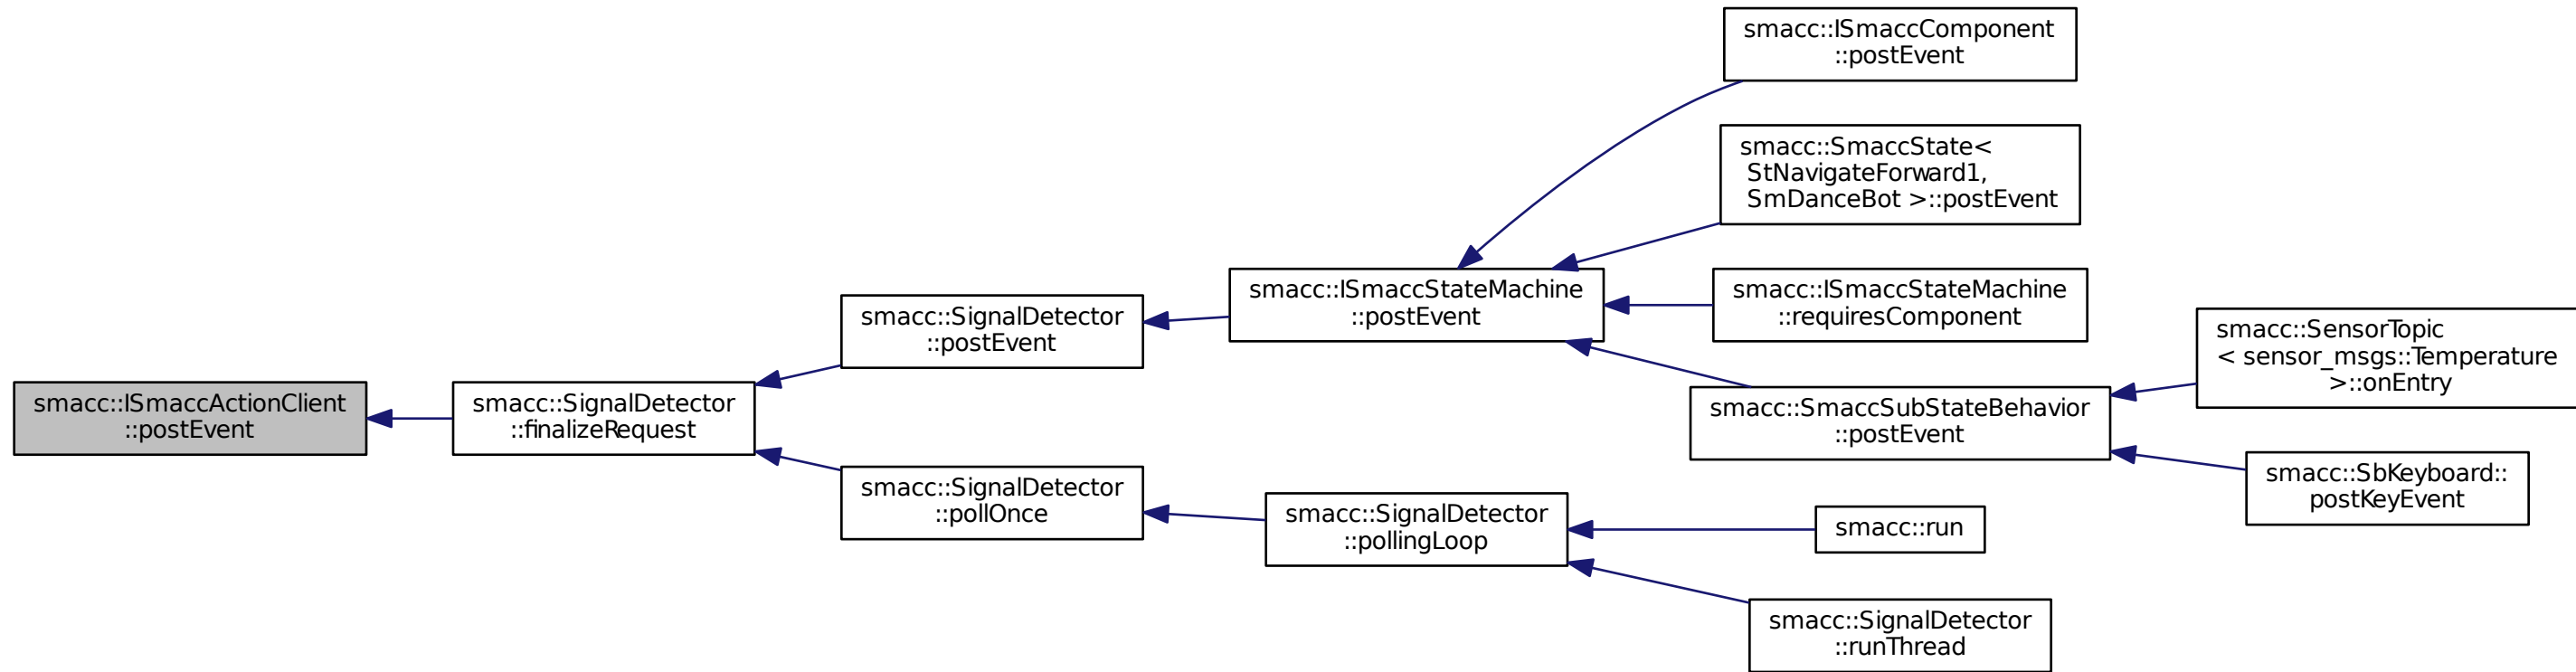 smacc::ISmaccActionClient
::postEvent
smacc::SignalDetector
::finalizeRequest
smacc::SignalDetector
::postEvent
smacc::SignalDetector
::pollOnce
smacc::ISmaccStateMachine
::postEvent
smacc::SignalDetector
::pollingLoop
smacc::ISmaccComponent
::postEvent
smacc::SmaccState<
StNavigateForward1,
SmDanceBot >::postEvent
smacc::ISmaccStateMachine
::requiresComponent
smacc::SmaccSubStateBehavior
::postEvent
smacc::run
smacc::SignalDetector
::runThread
smacc::SensorTopic
< sensor_msgs::Temperature
>::onEntry
smacc::SbKeyboard::
postKeyEvent